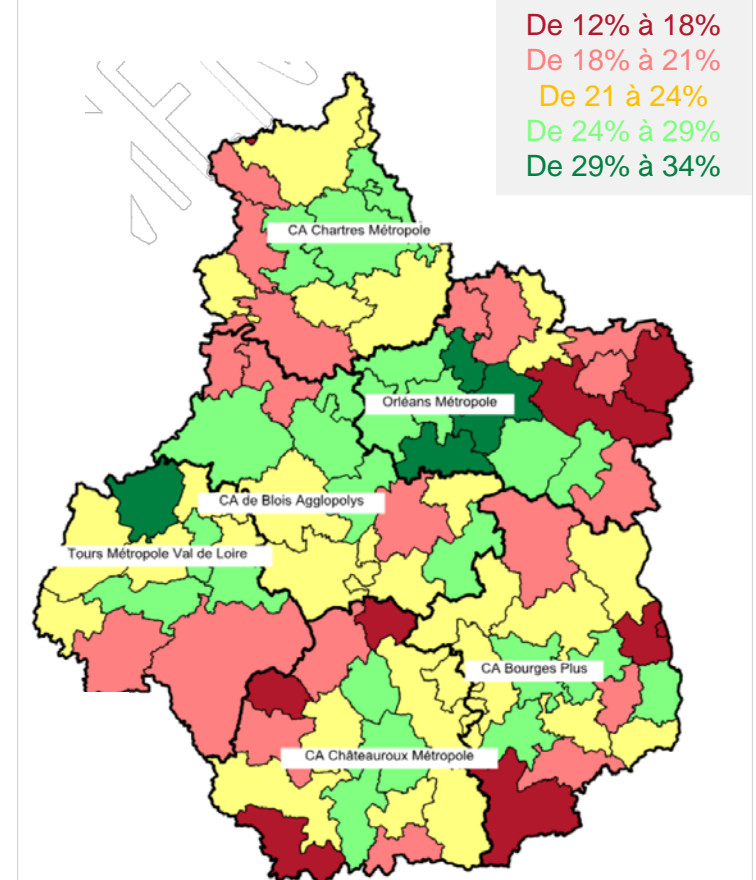 De 12% à 18%
De 18% à 21%
De 21 à 24%
De 24% à 29%
De 29% à 34%
CA Chartres Métropole
Orléans Métropole
CA de Blois Agglopolys
Tours Métropole Val de Loire
CA Bourges Plus
CA Châteauroux Métropole